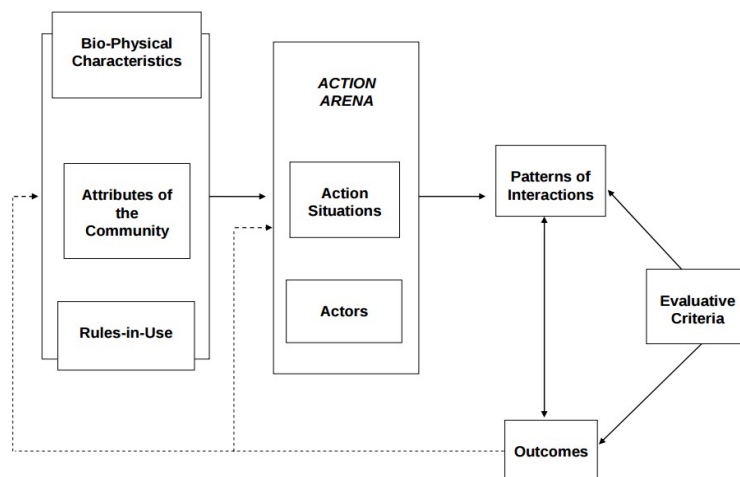 Bio-Physical
Characteristics
Attributes of
the
Community
Rules-in-Use
ACTION
ARENA
Action
Situations
Actors
Patterns of
Interactions
Outcomes
Evaluative
Criteria